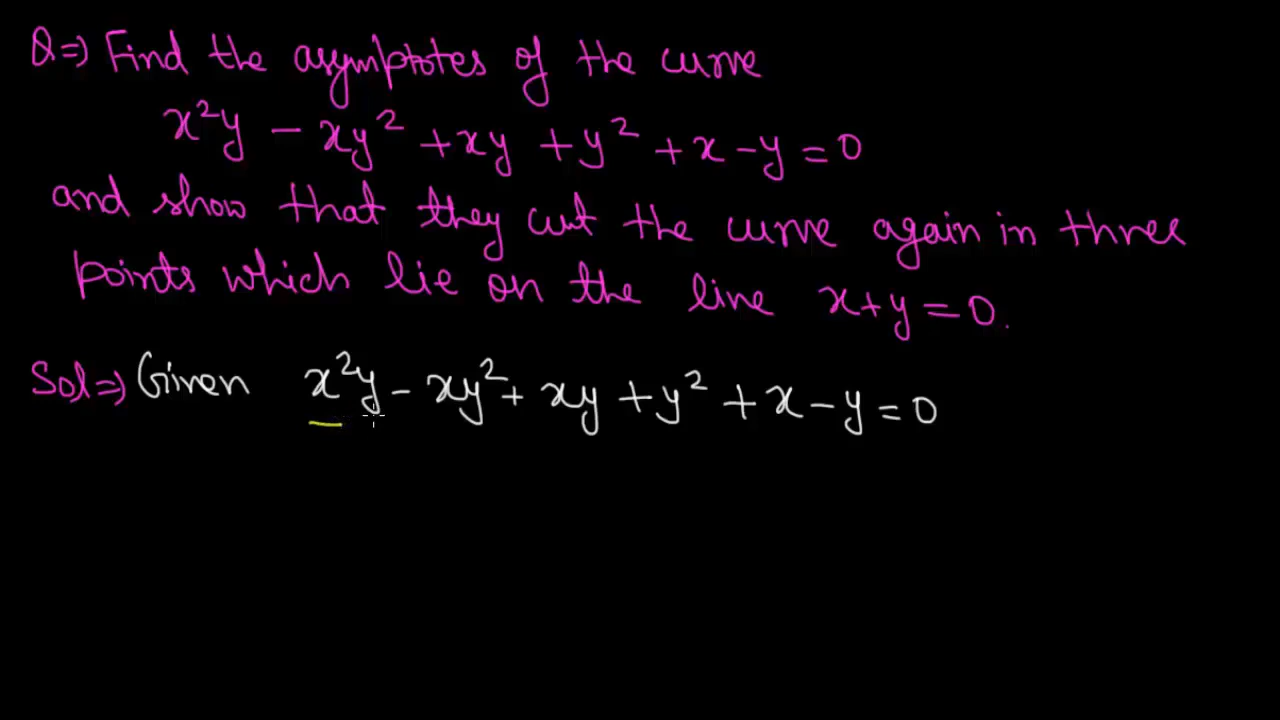 Q⇒ Find the asymptotes of the curve
x²y − xy² + xy + y² + x − y = 0
and show that they cut the curve again in three
points which lie on the line x + y = 0.
Sol⇒ Given x²y − xy² + xy + y² + x − y = 0